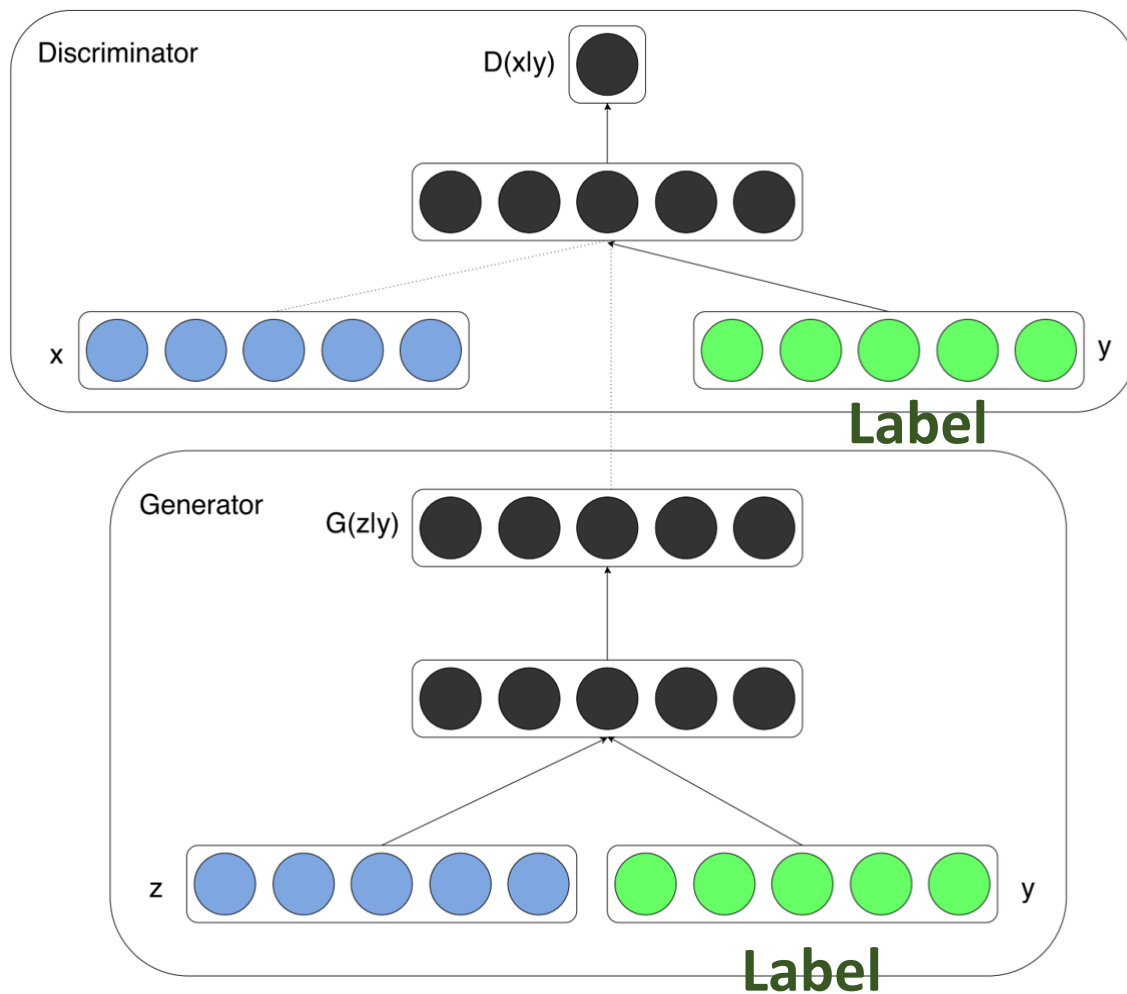 Discriminator
D(x|y)
x
y
Label
Generator
G(z|y)
z
y
Label